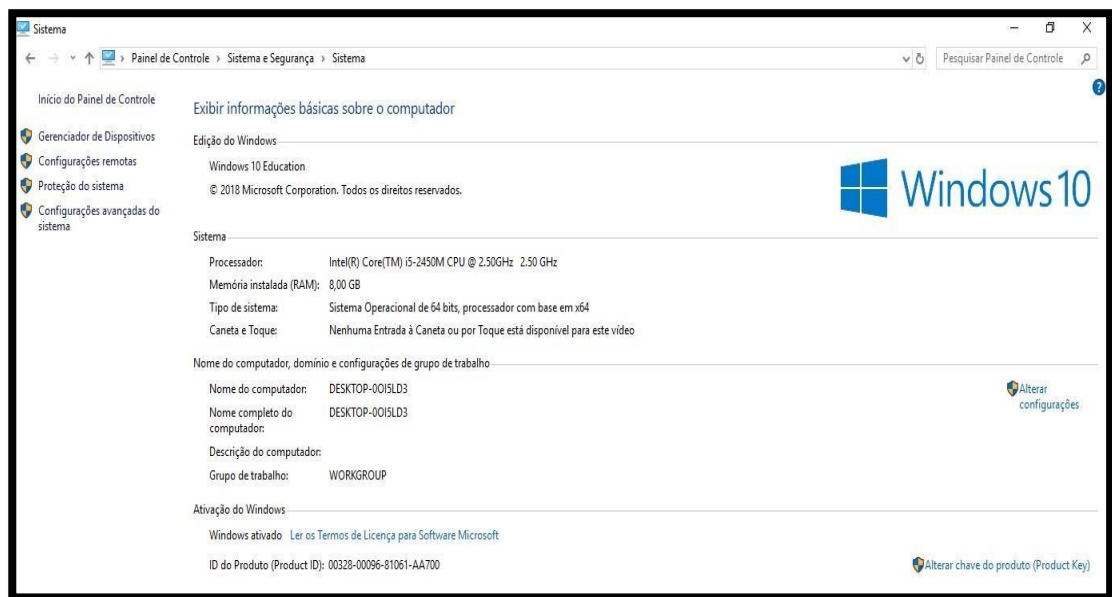 Sistema
Painel de Controle > Sistema e Segurança > Sistema
Pesquisar Painel de Controle
Início do Painel de Controle
Gerenciador de Dispositivos
Configurações remotas
Proteção do sistema
Configurações avançadas do
sistema
Exibir informações básicas sobre o computador
Edição do Windows
Windows 10 Education
© 2018 Microsoft Corporation. Todos os direitos reservados.
Windows 10
Sistema
Processador: Intel(R) Core(TM) i5-2450M CPU @ 2.50GHz 2.50 GHz
Memória instalada (RAM): 8,00 GB
Tipo de sistema: Sistema Operacional de 64 bits, processador com base em x64
Caneta e Toque: Nenhuma Entrada à Caneta ou por Toque está disponível para este vídeo
Nome do computador, domínio e configurações de grupo de trabalho
Nome do computador: DESKTOP-0OI5LD3
Alterar
configurações
Nome completo do DESKTOP-0OI5LD3
computador:
Descrição do computador:
Grupo de trabalho: WORKGROUP
Ativação do Windows
Windows ativado Ler os Termos de Licença para Software Microsoft
ID do Produto (Product ID): 00328-00096-81061-AA700
Alterar chave do produto (Product Key)